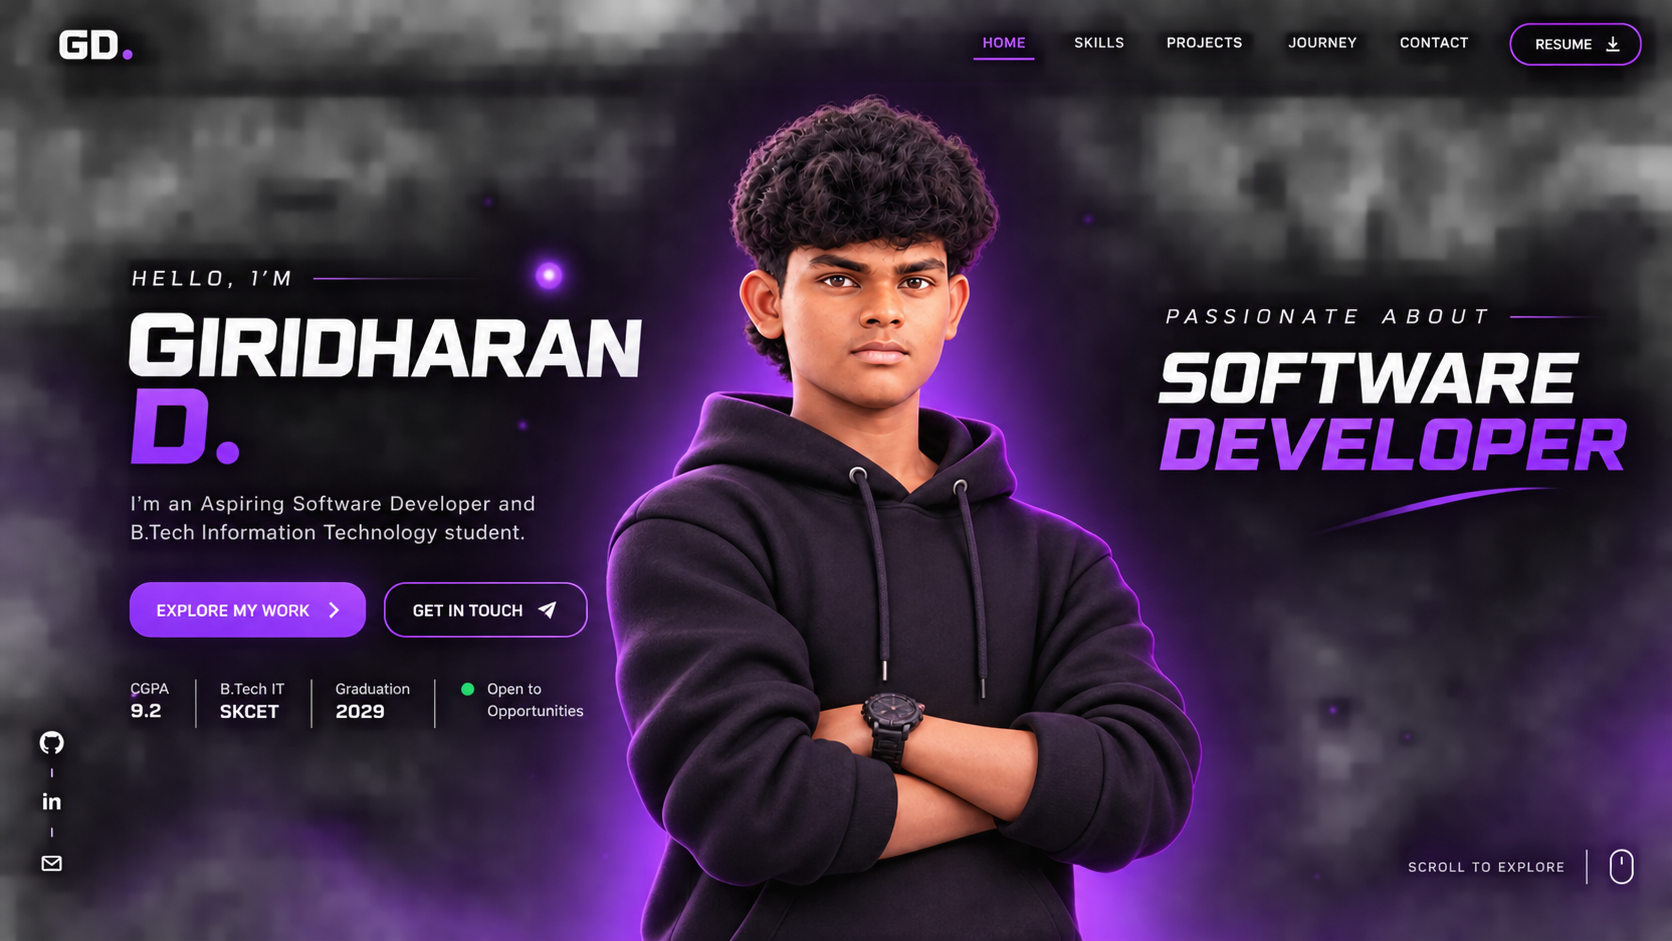 GD.
HOME
SKILLS
PROJECTS
JOURNEY
CONTACT
RESUME
HELLO, I'M
GIRIDHARAN
D.
I'm an Aspiring Software Developer and
B.Tech Information Technology student.
EXPLORE MY WORK
GET IN TOUCH
CGPA
9.2
B.Tech IT
SKCET
Graduation
2029
Open to
Opportunities
in
PASSIONATE ABOUT
SOFTWARE
DEVELOPER
SCROLL TO EXPLORE